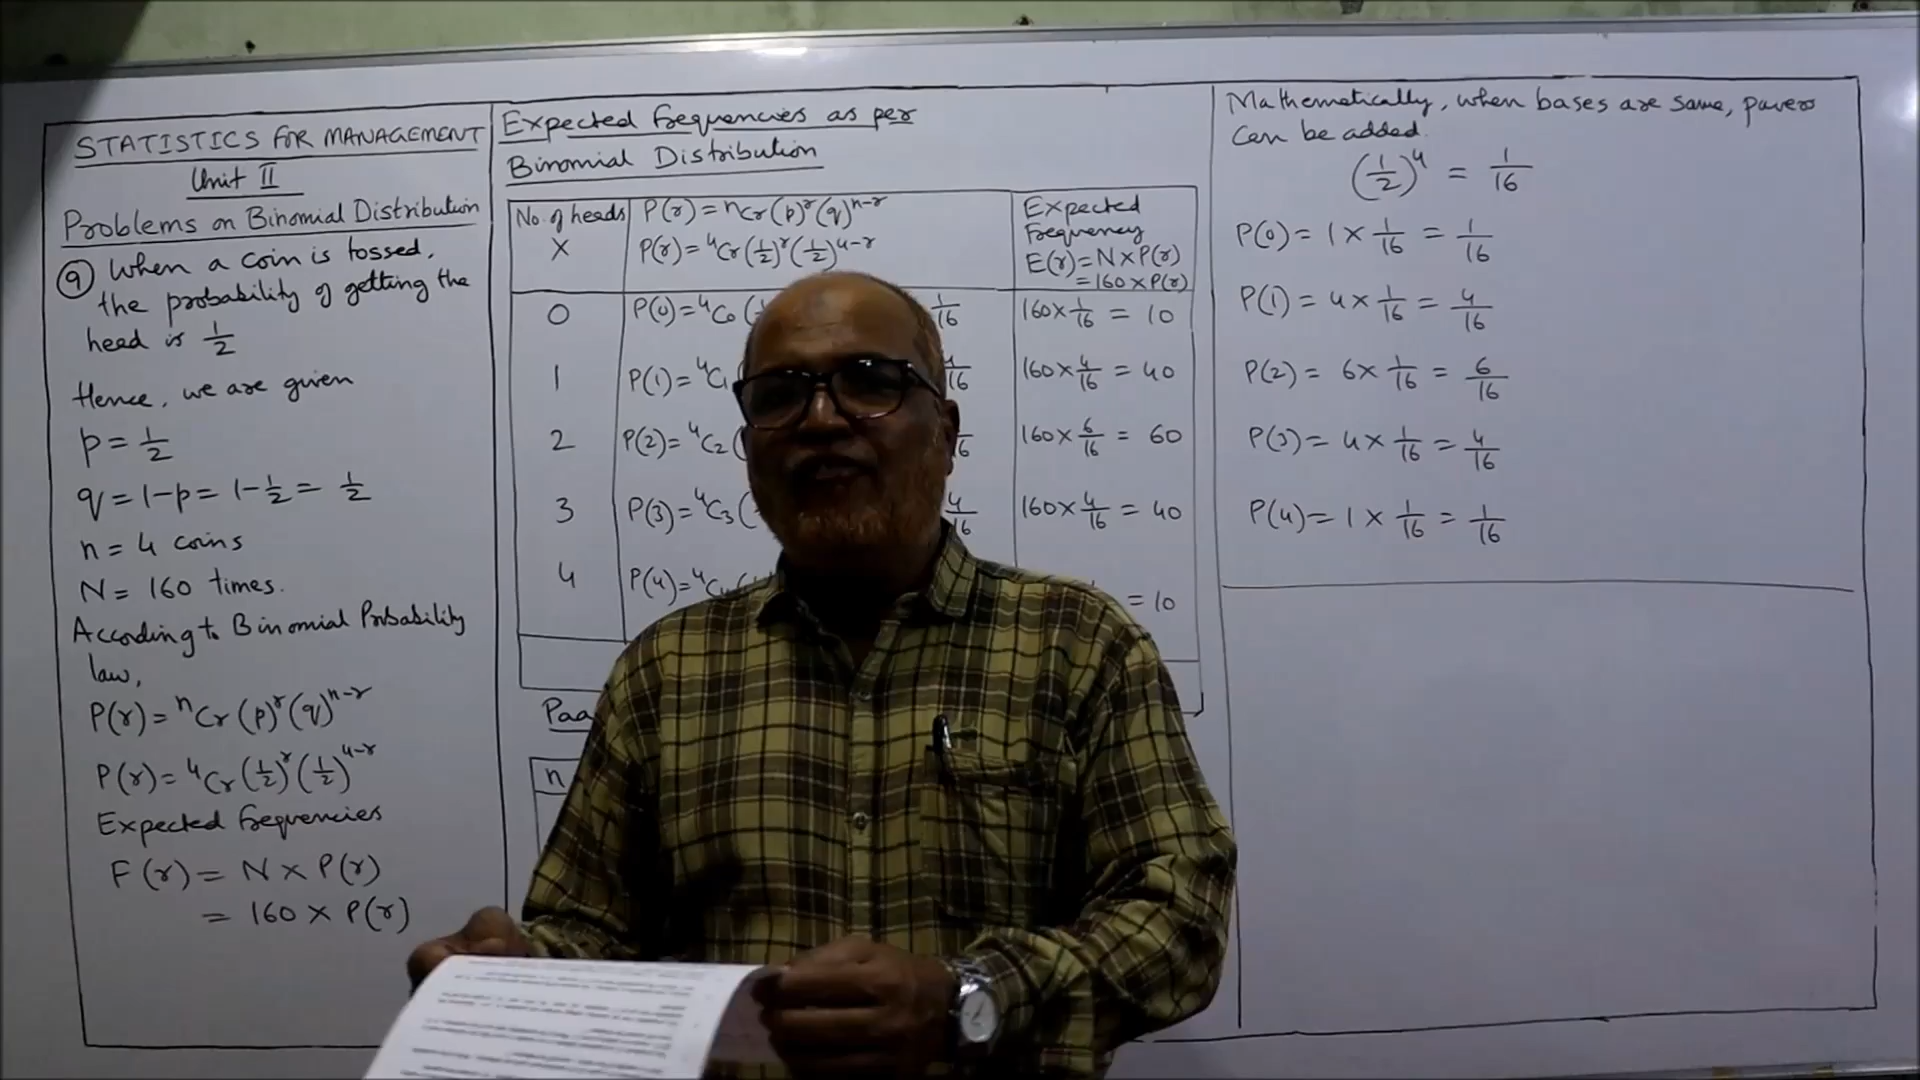 STATISTICS FOR MANAGEMENT
Unit II
Problems on Binomial Distribution
9) When a coin is tossed,
the probability of getting the
head is 1/2
Hence, we are given
p = 1/2
q = 1-p = 1-1/2 = 1/2
n = 4 coins
N = 160 times.
According to Binomial Probability
law,
P(r) = ⁿCr (p)^r (q)^n-r
P(r) = ⁴Cr (1/2)^r (1/2)^4-r
Expected frequencies
F(r) = N × P(r)
= 160 × P(r)
Expected frequencies as per
Binomial Distribution
No. of heads X
P(r) = ⁿCr (p)^r (q)^n-r
P(r) = ⁴Cr (1/2)^r (1/2)^4-r
Expected
frequency
E(r) = N × P(r)
= 160 × P(r)
0 P(0) = ⁴C₀ ( 1/16 160 × 1/16 = 10
1 P(1) = ⁴C₁ /16 160 × 4/16 = 40
2 P(2) = ⁴C₂ ( 160 × 6/16 = 60
3 P(3) = ⁴C₃ ( 4/16 160 × 4/16 = 40
4 P(4) = ⁴C = 10
n
Mathematically, when bases are same, powers
can be added.
(1/2)^4 = 1/16
P(0) = 1 × 1/16 = 1/16
P(1) = 4 × 1/16 = 4/16
P(2) = 6 × 1/16 = 6/16
P(3) = 4 × 1/16 = 4/16
P(4) = 1 × 1/16 = 1/16